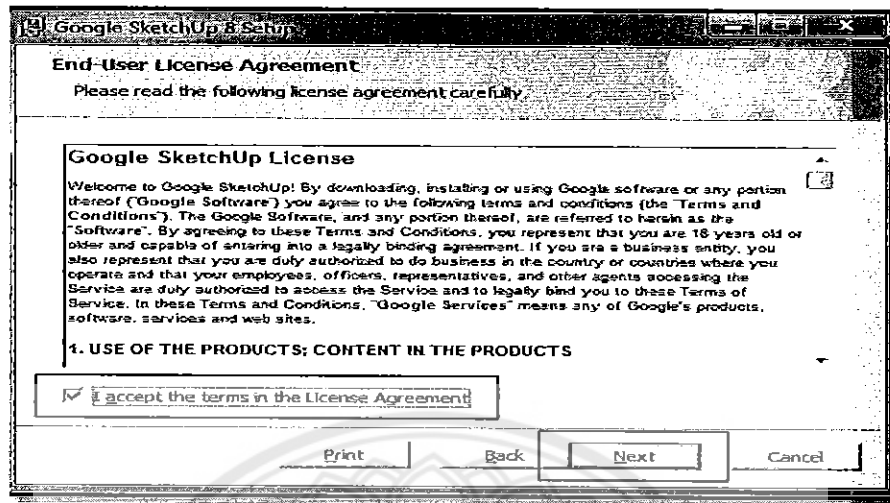 Google SketchUp 8 Setup
End-User License Agreement
Please read the following license agreement carefully.
Google SketchUp License
Welcome to Google SketchUp! By downloading, installing or using Google software or any portion
thereof ("Google Software") you agree to the following terms and conditions (the "Terms and
Conditions"). The Google Software, and any portion thereof, are referred to herein as the
"Software". By agreeing to these Terms and Conditions, you represent that you are 18 years old or
older and capable of entering into a legally binding agreement. If you are a business entity, you
also represent that you are duly authorized to do business in the country or countries where you
operate and that your employees, officers, representatives, and other agents accessing the
Service are duly authorized to access the Service and to legally bind you to these Terms of
Service. In these Terms and Conditions, "Google Services" means any of Google's products,
software, services and web sites.
1. USE OF THE PRODUCTS; CONTENT IN THE PRODUCTS
I accept the terms in the License Agreement
Print Back Next Cancel